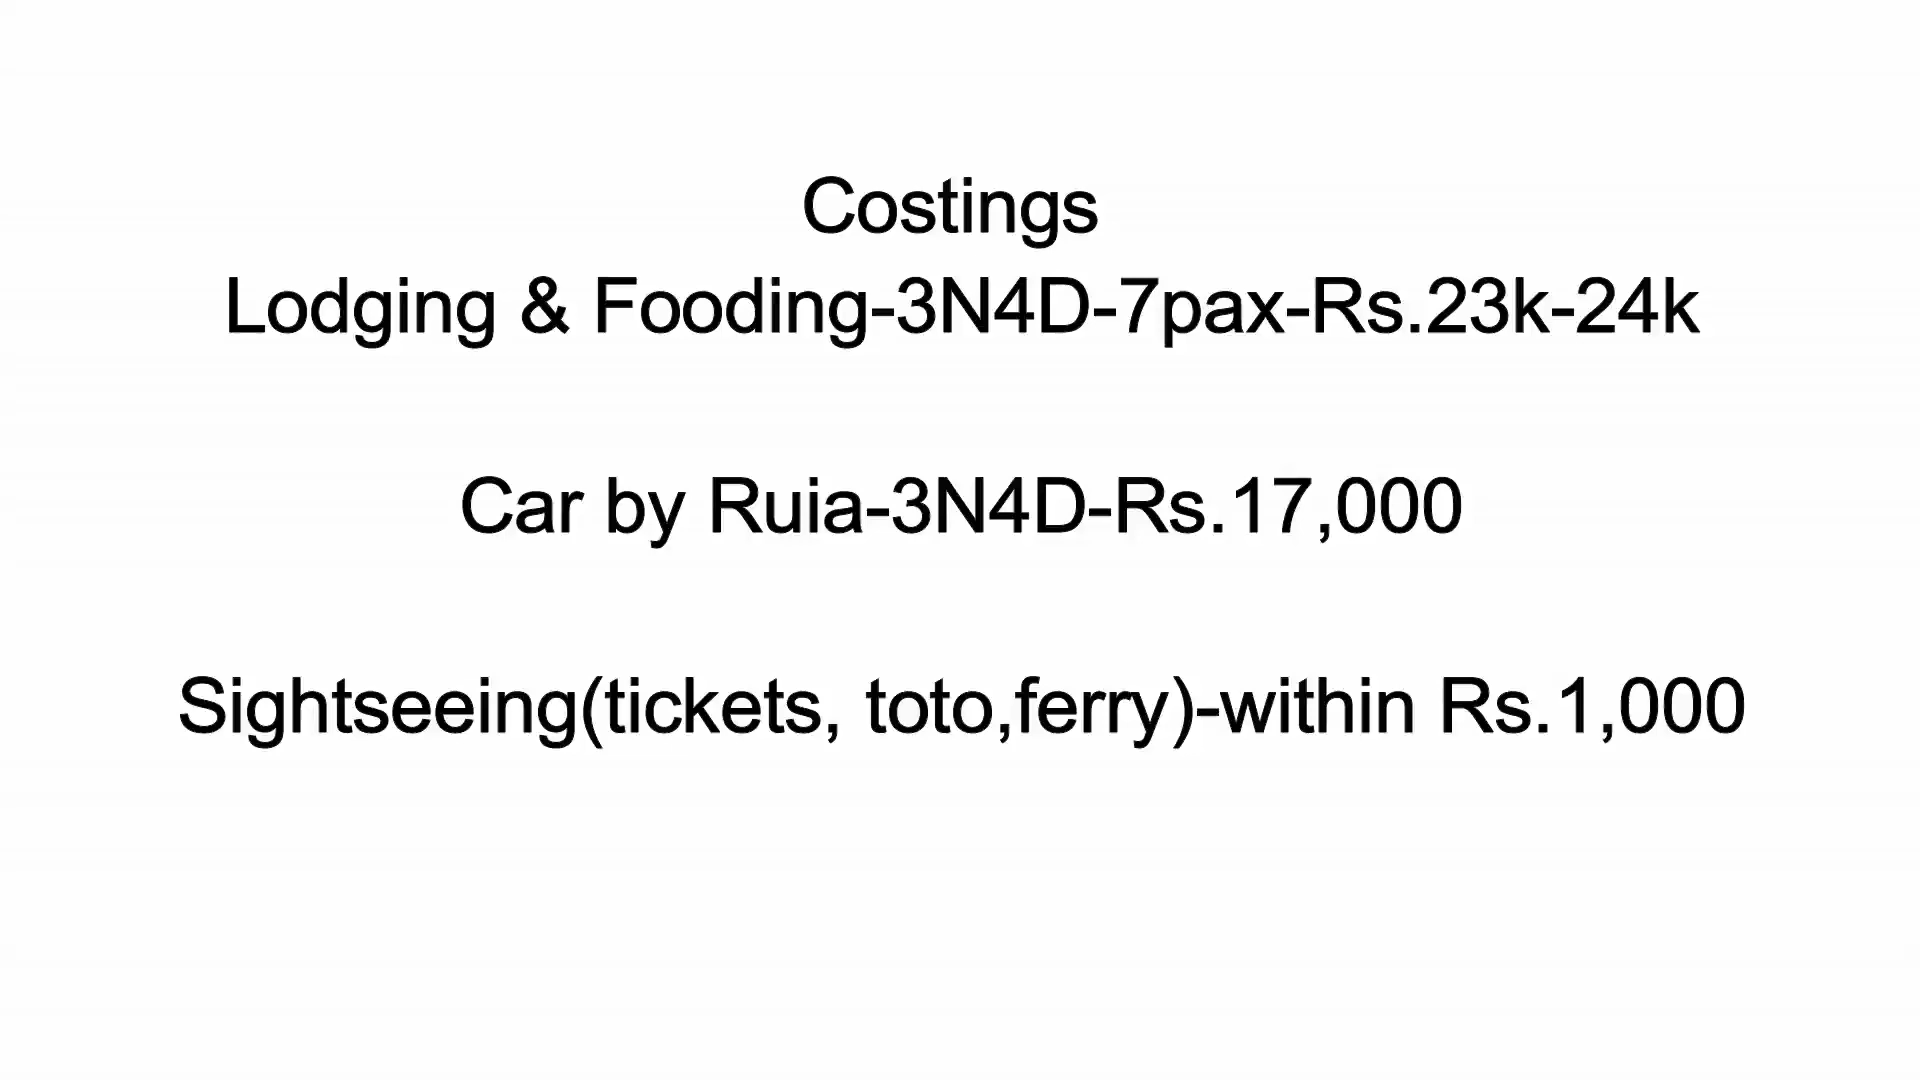 Costings
Lodging & Fooding-3N4D-7pax-Rs.23k-24k
Car by Ruia-3N4D-Rs.17,000
Sightseeing(tickets, toto,ferry)-within Rs.1,000